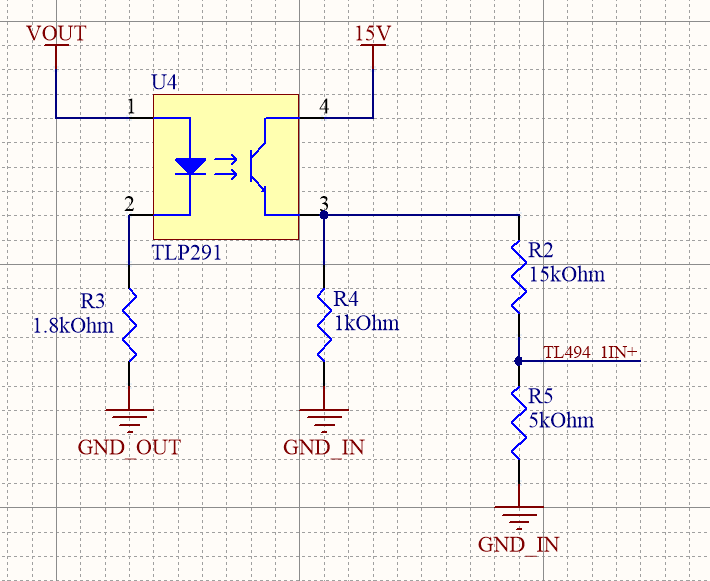 VOUT
15V
U4
1
4
2
3
TLP291
R2
15kOhm
R3
1.8kOhm
R4
1kOhm
TL494_1IN+
R5
5kOhm
GND_OUT
GND_IN
GND_IN